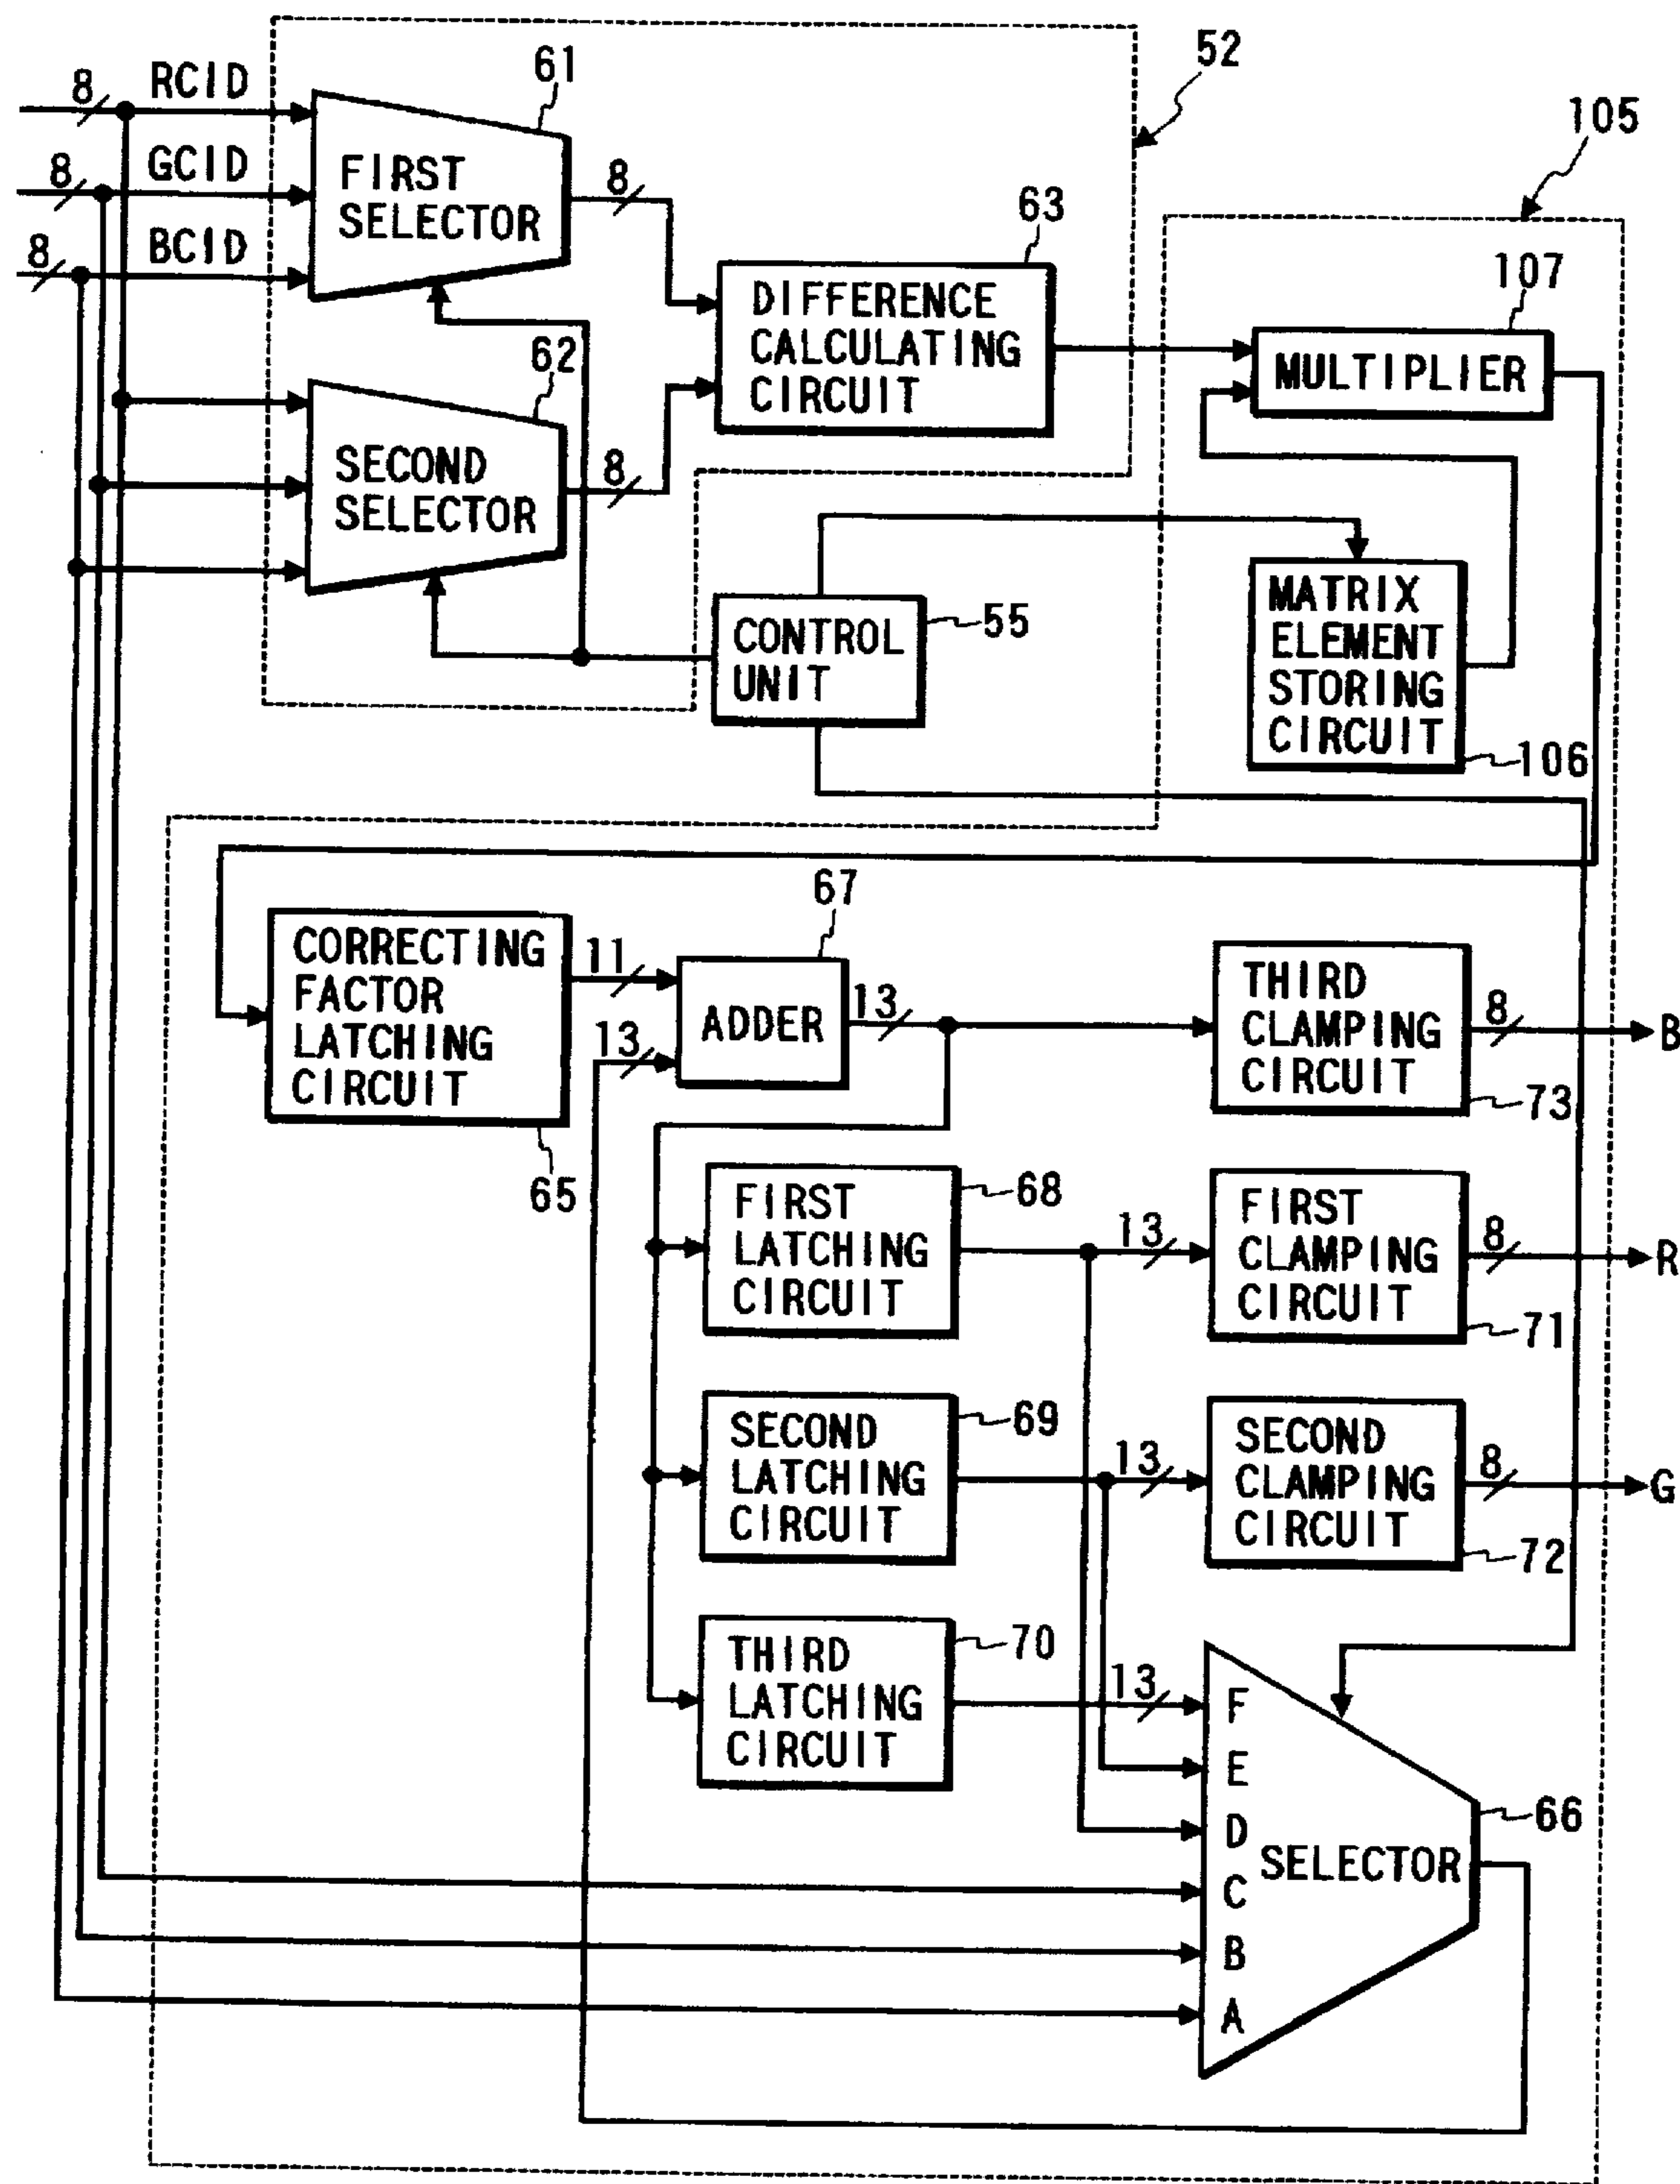 52
61
8 RCID
105
8 GCID
FIRST
SELECTOR
8
63
8 BCID
107
DIFFERENCE
CALCULATING
CIRCUIT
62
MULTIPLIER
SECOND
SELECTOR
8
MATRIX
ELEMENT
STORING
CIRCUIT
106
CONTROL
UNIT
55
67
CORRECTING
FACTOR
LATCHING
CIRCUIT
65
11
13
ADDER
13
THIRD
CLAMPING
CIRCUIT
73
8
B
FIRST
LATCHING
CIRCUIT
68
13
FIRST
CLAMPING
CIRCUIT
71
8
R
SECOND
LATCHING
CIRCUIT
69
13
SECOND
CLAMPING
CIRCUIT
72
8
G
THIRD
LATCHING
CIRCUIT
70
13
F
E
D
C
B
A
SELECTOR
66